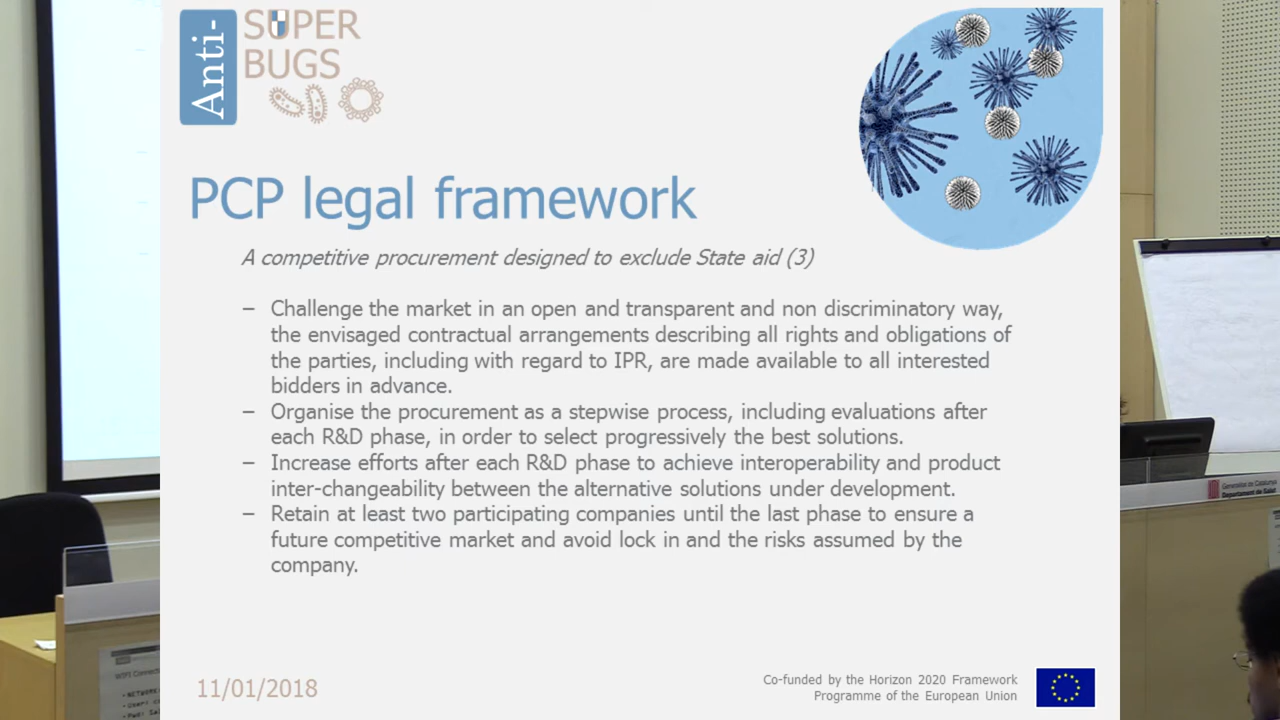 Anti-
SUPER
BUGS
PCP legal framework
A competitive procurement designed to exclude State aid (3)
– Challenge the market in an open and transparent and non discriminatory way,
the envisaged contractual arrangements describing all rights and obligations of
the parties, including with regard to IPR, are made available to all interested
bidders in advance.
– Organise the procurement as a stepwise process, including evaluations after
each R&D phase, in order to select progressively the best solutions.
– Increase efforts after each R&D phase to achieve interoperability and product
inter-changeability between the alternative solutions under development.
– Retain at least two participating companies until the last phase to ensure a
future competitive market and avoid lock in and the risks assumed by the
company.
Generalitat de Catalunya
Departament de Salut
11/01/2018
Co-funded by the Horizon 2020 Framework
Programme of the European Union